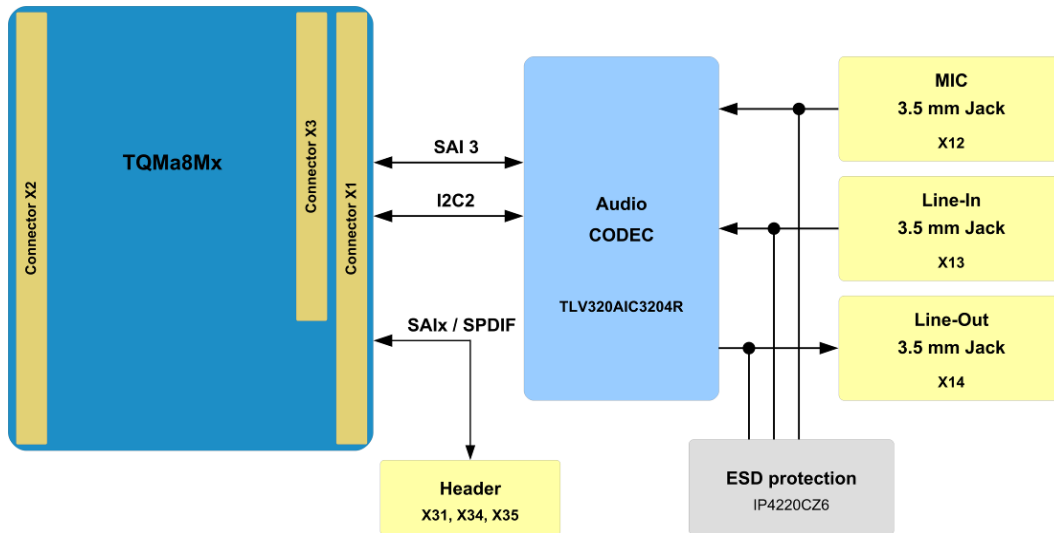 TQMa8Mx
Connector X2
Connector X3
Connector X1
SAI 3
I2C2
SAIx / SPDIF
Audio
CODEC
TLV320AIC3204R
MIC
3.5 mm Jack
X12
Line-In
3.5 mm Jack
X13
Line-Out
3.5 mm Jack
X14
Header
X31, X34, X35
ESD protection
IP4220CZ6